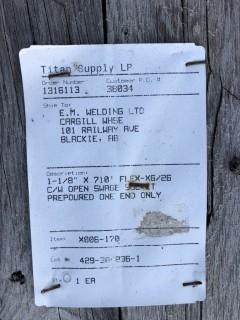 Titan Supply LP
Order Number Customer P.O. #
1316113 38034
Ship To:
E.M. WELDING LTD
CARGILL WHSE
101 RAILWAY AVE
BLACKIE, AB
Description:
1-1/8" X 710' FLEX-X6/26
C/W OPEN SWAGE
PREPOURED ONE END ONLY
Item: X006-170
Lot #: 429-38/236-1
1 EA